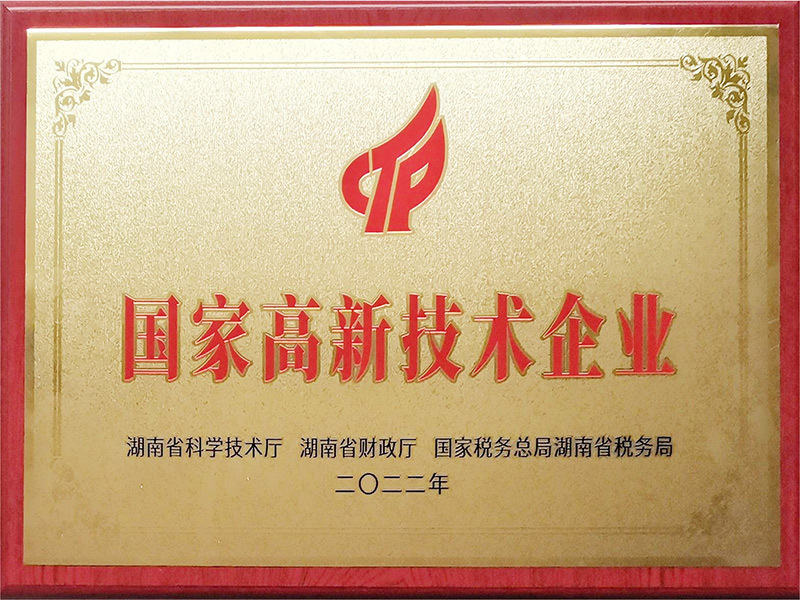 CTP
国家高新技术企业
湖南省科学技术厅 湖南省财政厅 国家税务总局湖南省税务局
二〇二二年